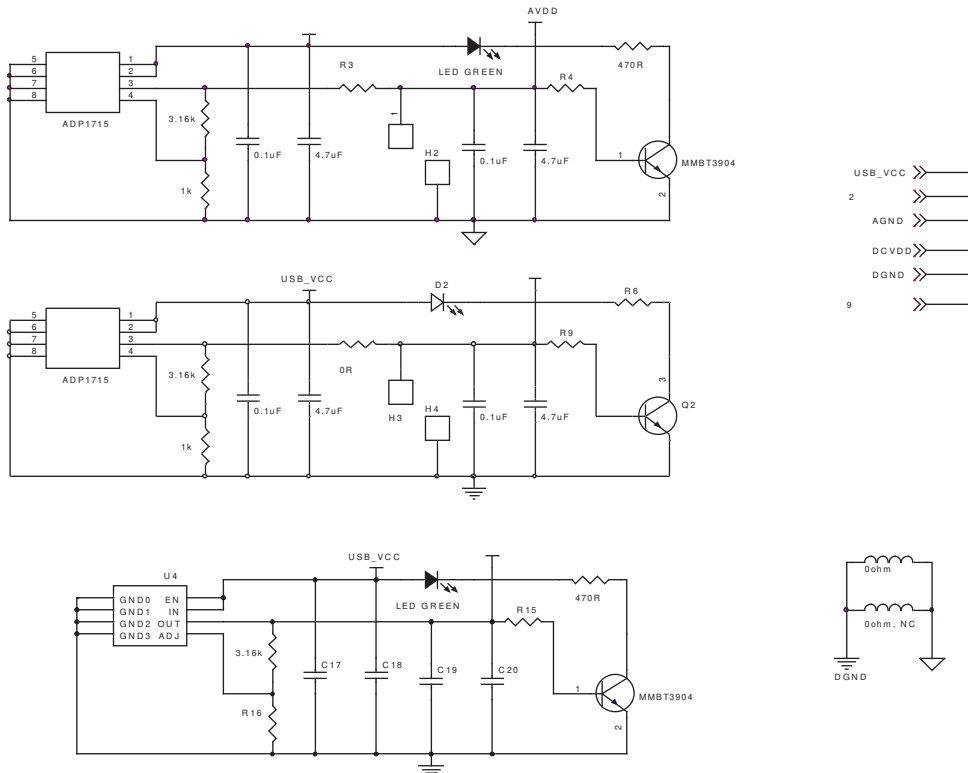 AVDD
5
6
7
8
1
2
3
4
ADP1715
R3
LED GREEN
R4
470R
3.16k
1k
0.1uF
4.7uF
1
H2
0.1uF
4.7uF
1
MMBT3904
2
USB_VCC
2
AGND
DCVDD
DGND
9
USB_VCC
D2
R6
5
6
7
8
1
2
3
4
ADP1715
R9
0R
3.16k
1k
0.1uF
4.7uF
H3
H4
0.1uF
4.7uF
3
Q2
USB_VCC
U4
GND0 EN
GND1 IN
GND2 OUT
GND3 ADJ
LED GREEN
470R
R15
3.16k
R16
C17
C18
C19
C20
1
MMBT3904
2
0ohm
0ohm, NC
DGND